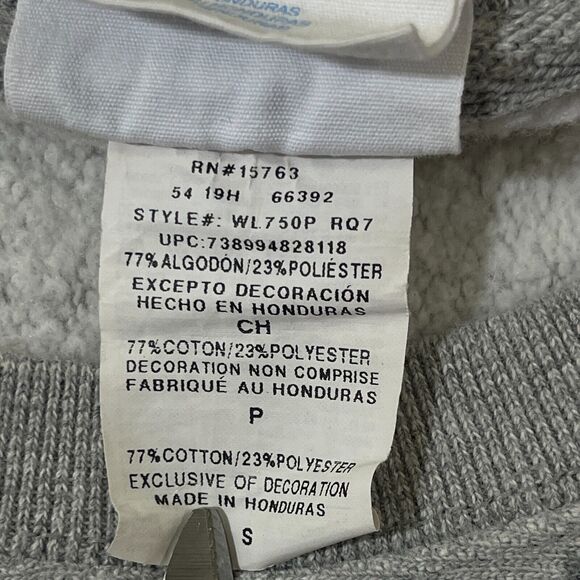 HONDURAS
RN#15763
54 19H 66392
STYLE#: WL750P RQ7
UPC:738994828118
77%ALGODÓN/23%POLIÉSTER
EXCEPTO DECORACIÓN
HECHO EN HONDURAS
CH
77%COTON/23%POLYESTER
DECORATION NON COMPRISE
FABRIQUÉ AU HONDURAS
P
77%COTTON/23%POLYESTER
EXCLUSIVE OF DECORATION
MADE IN HONDURAS
S